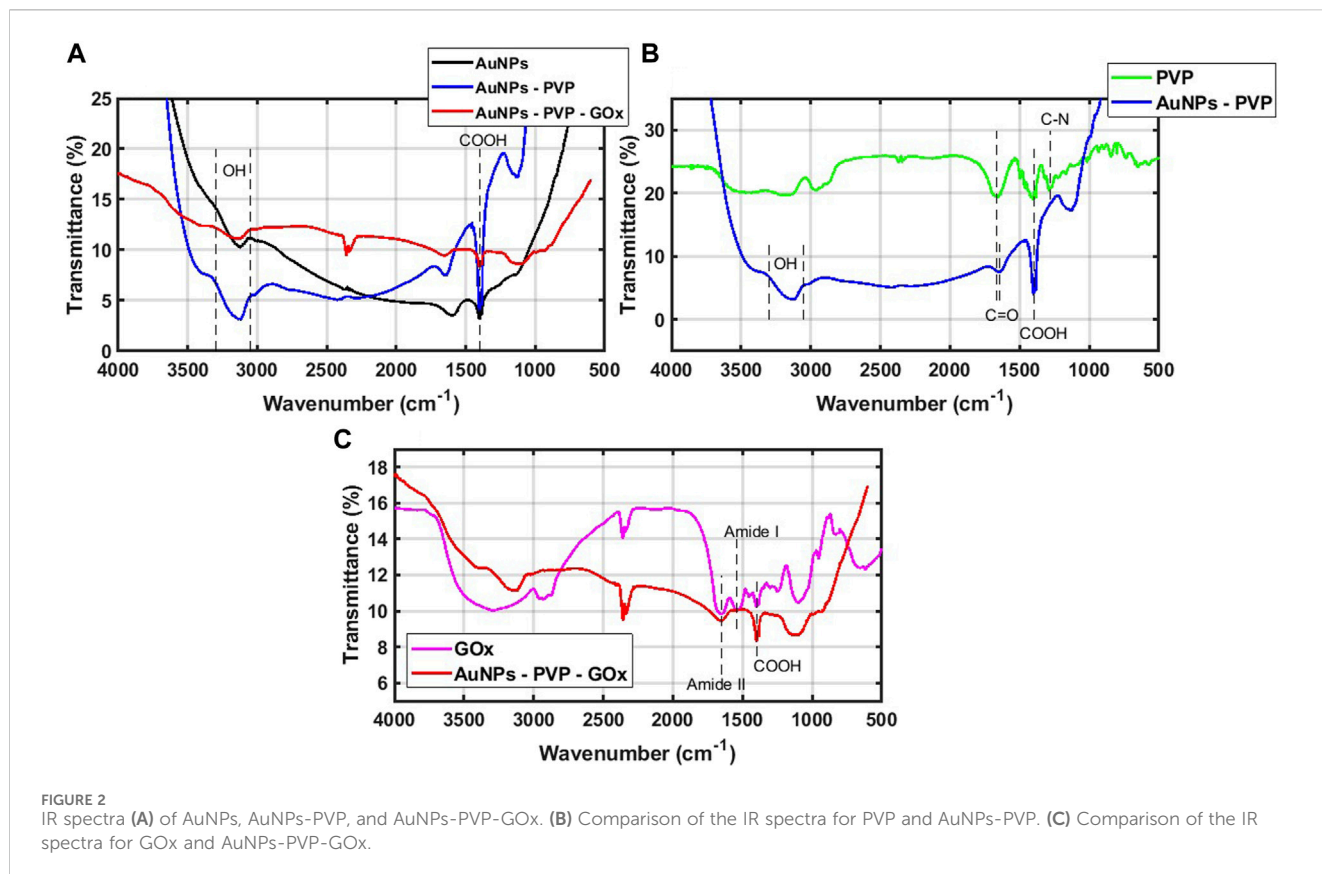 A
AuNPs
AuNPs - PVP
AuNPs - PVP - GOx
OH
COOH
25
20
15
10
5
0
Transmittance (%)
4000 3500 3000 2500 2000 1500 1000 500
Wavenumber (cm-1)
B
PVP
AuNPs - PVP
C-N
OH
C=O
COOH
30
20
10
0
Transmittance (%)
4000 3500 3000 2500 2000 1500 1000 500
Wavenumber (cm-1)
C
18
16
14
12
10
8
6
Transmittance (%)
Amide I
GOx
AuNPs - PVP - GOx
COOH
Amide II
4000 3500 3000 2500 2000 1500 1000 500
Wavenumber (cm-1)
FIGURE 2
IR spectra (A) of AuNPs, AuNPs-PVP, and AuNPs-PVP-GOx. (B) Comparison of the IR spectra for PVP and AuNPs-PVP. (C) Comparison of the IR
spectra for GOx and AuNPs-PVP-GOx.